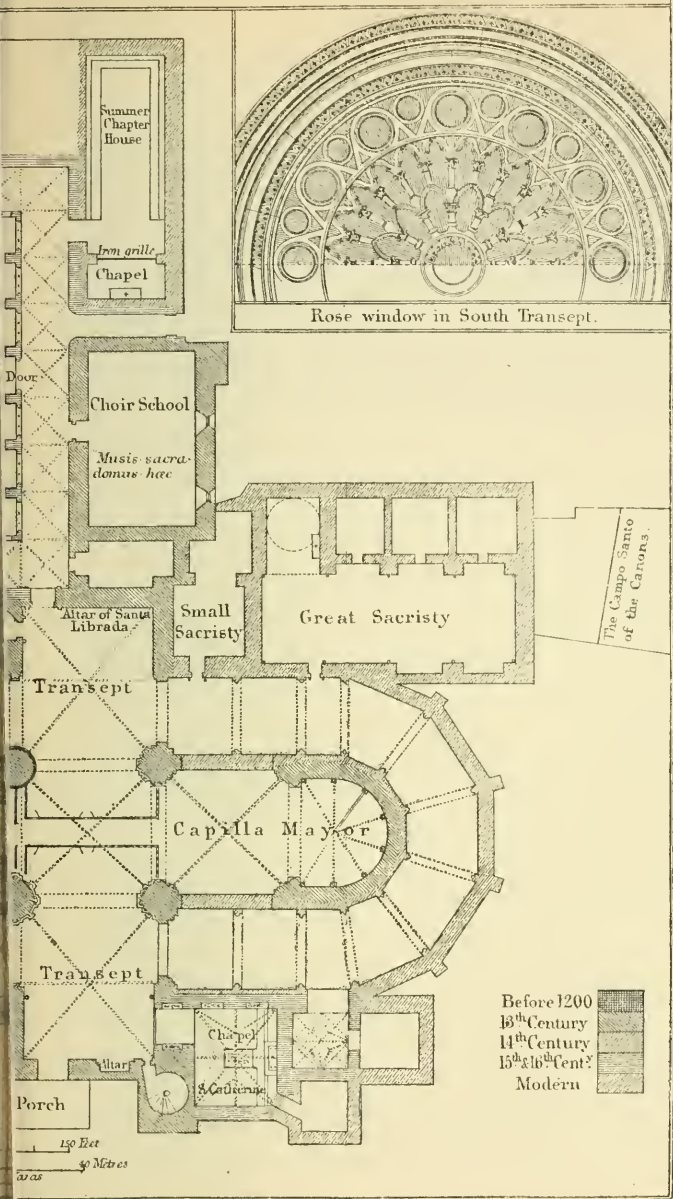 Summer
Chapter
House
Iron grille
Chapel
Rose window in South Transept.
Door
Choir School
Musis sacra
domus hæc
The Campo Santo
of the Canons.
Altar of Santa
Librada
Small
Sacristy
Great Sacristy
Transept
Capilla Mayor
Transept
Before 1200
13th Century
14th Century
15th & 16th Centy
Modern
Chapel
S. Catherine
Altar
Porch
150 Feet
40 Metres